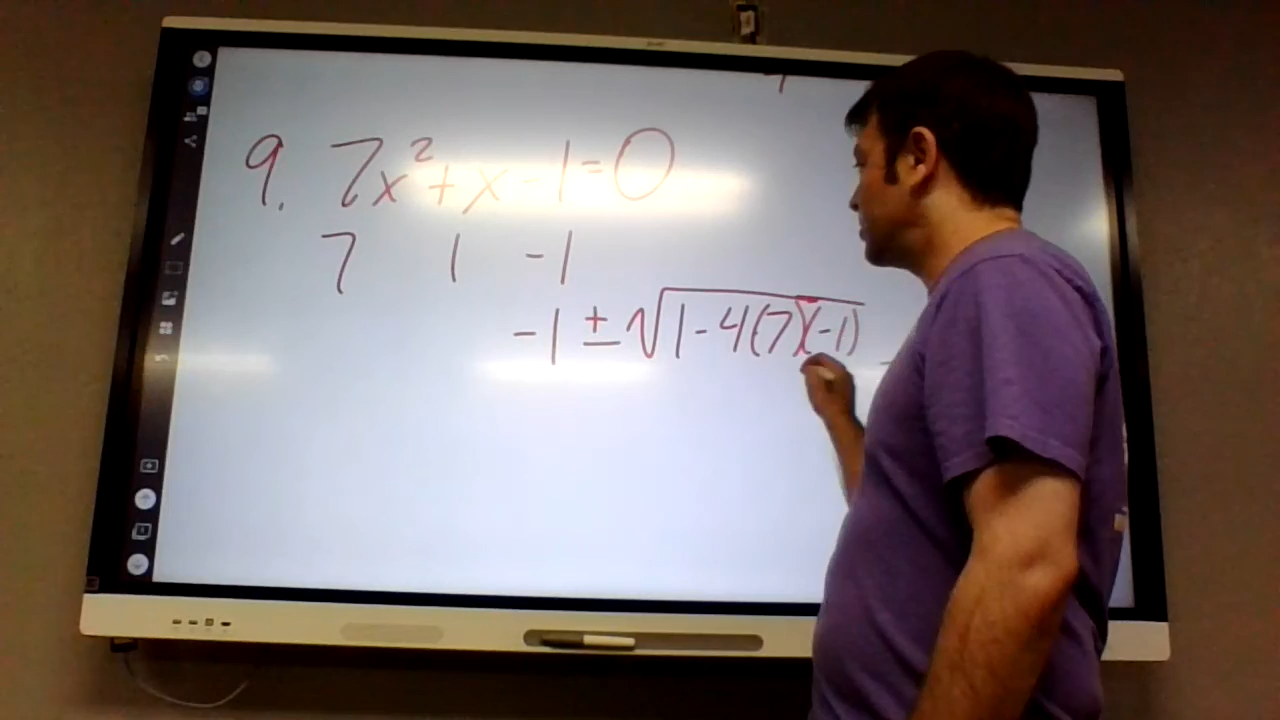 9. 7x²+x-1=0
7 1 -1
-1 ± √1-4(7)(-1)